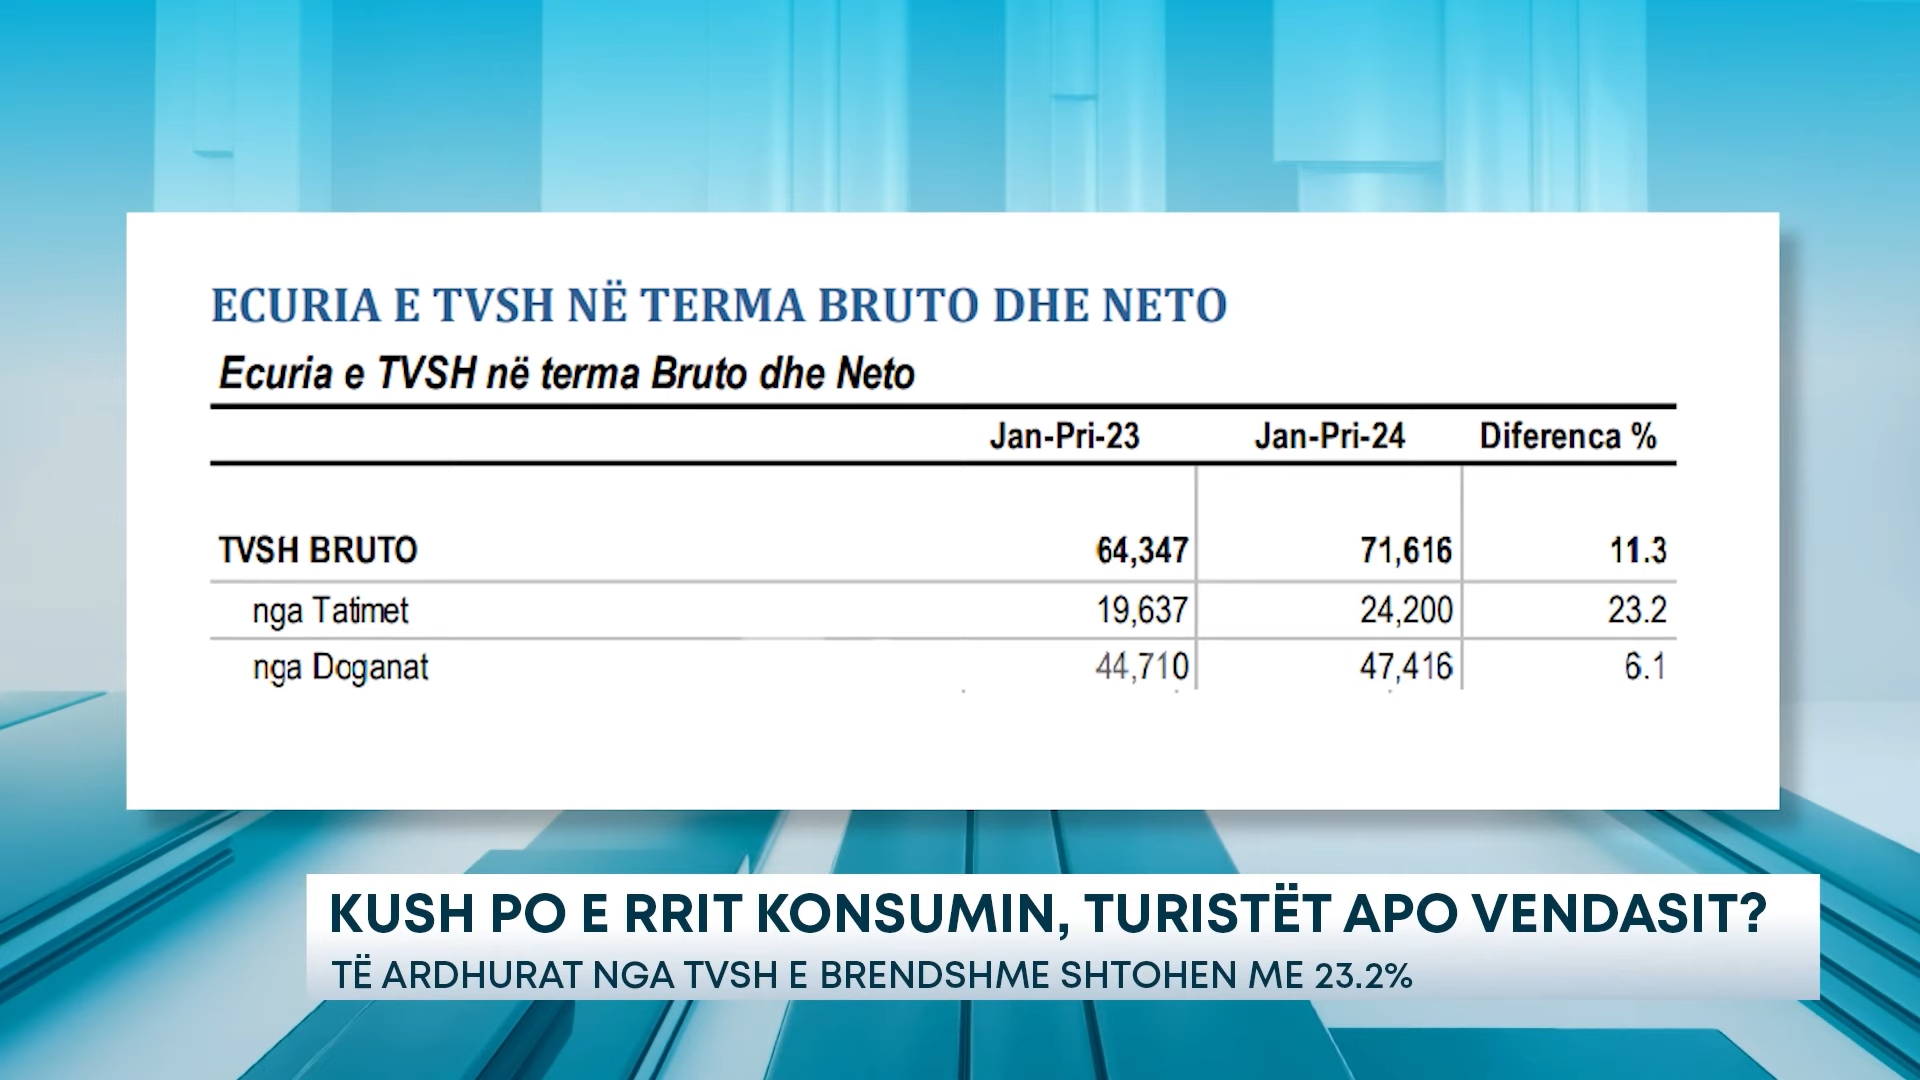 ECURIA E TVSH NË TERMA BRUTO DHE NETO
Ecuria e TVSH në terma Bruto dhe Neto
Jan-Pri-23 Jan-Pri-24 Diferenca %
TVSH BRUTO 64,347 71,616 11.3
nga Tatimet 19,637 24,200 23.2
nga Doganat 44,710 47,416 6.1
KUSH PO E RRIT KONSUMIN, TURISTËT APO VENDASIT?
TË ARDHURAT NGA TVSH E BRENDSHME SHTOHEN ME 23.2%